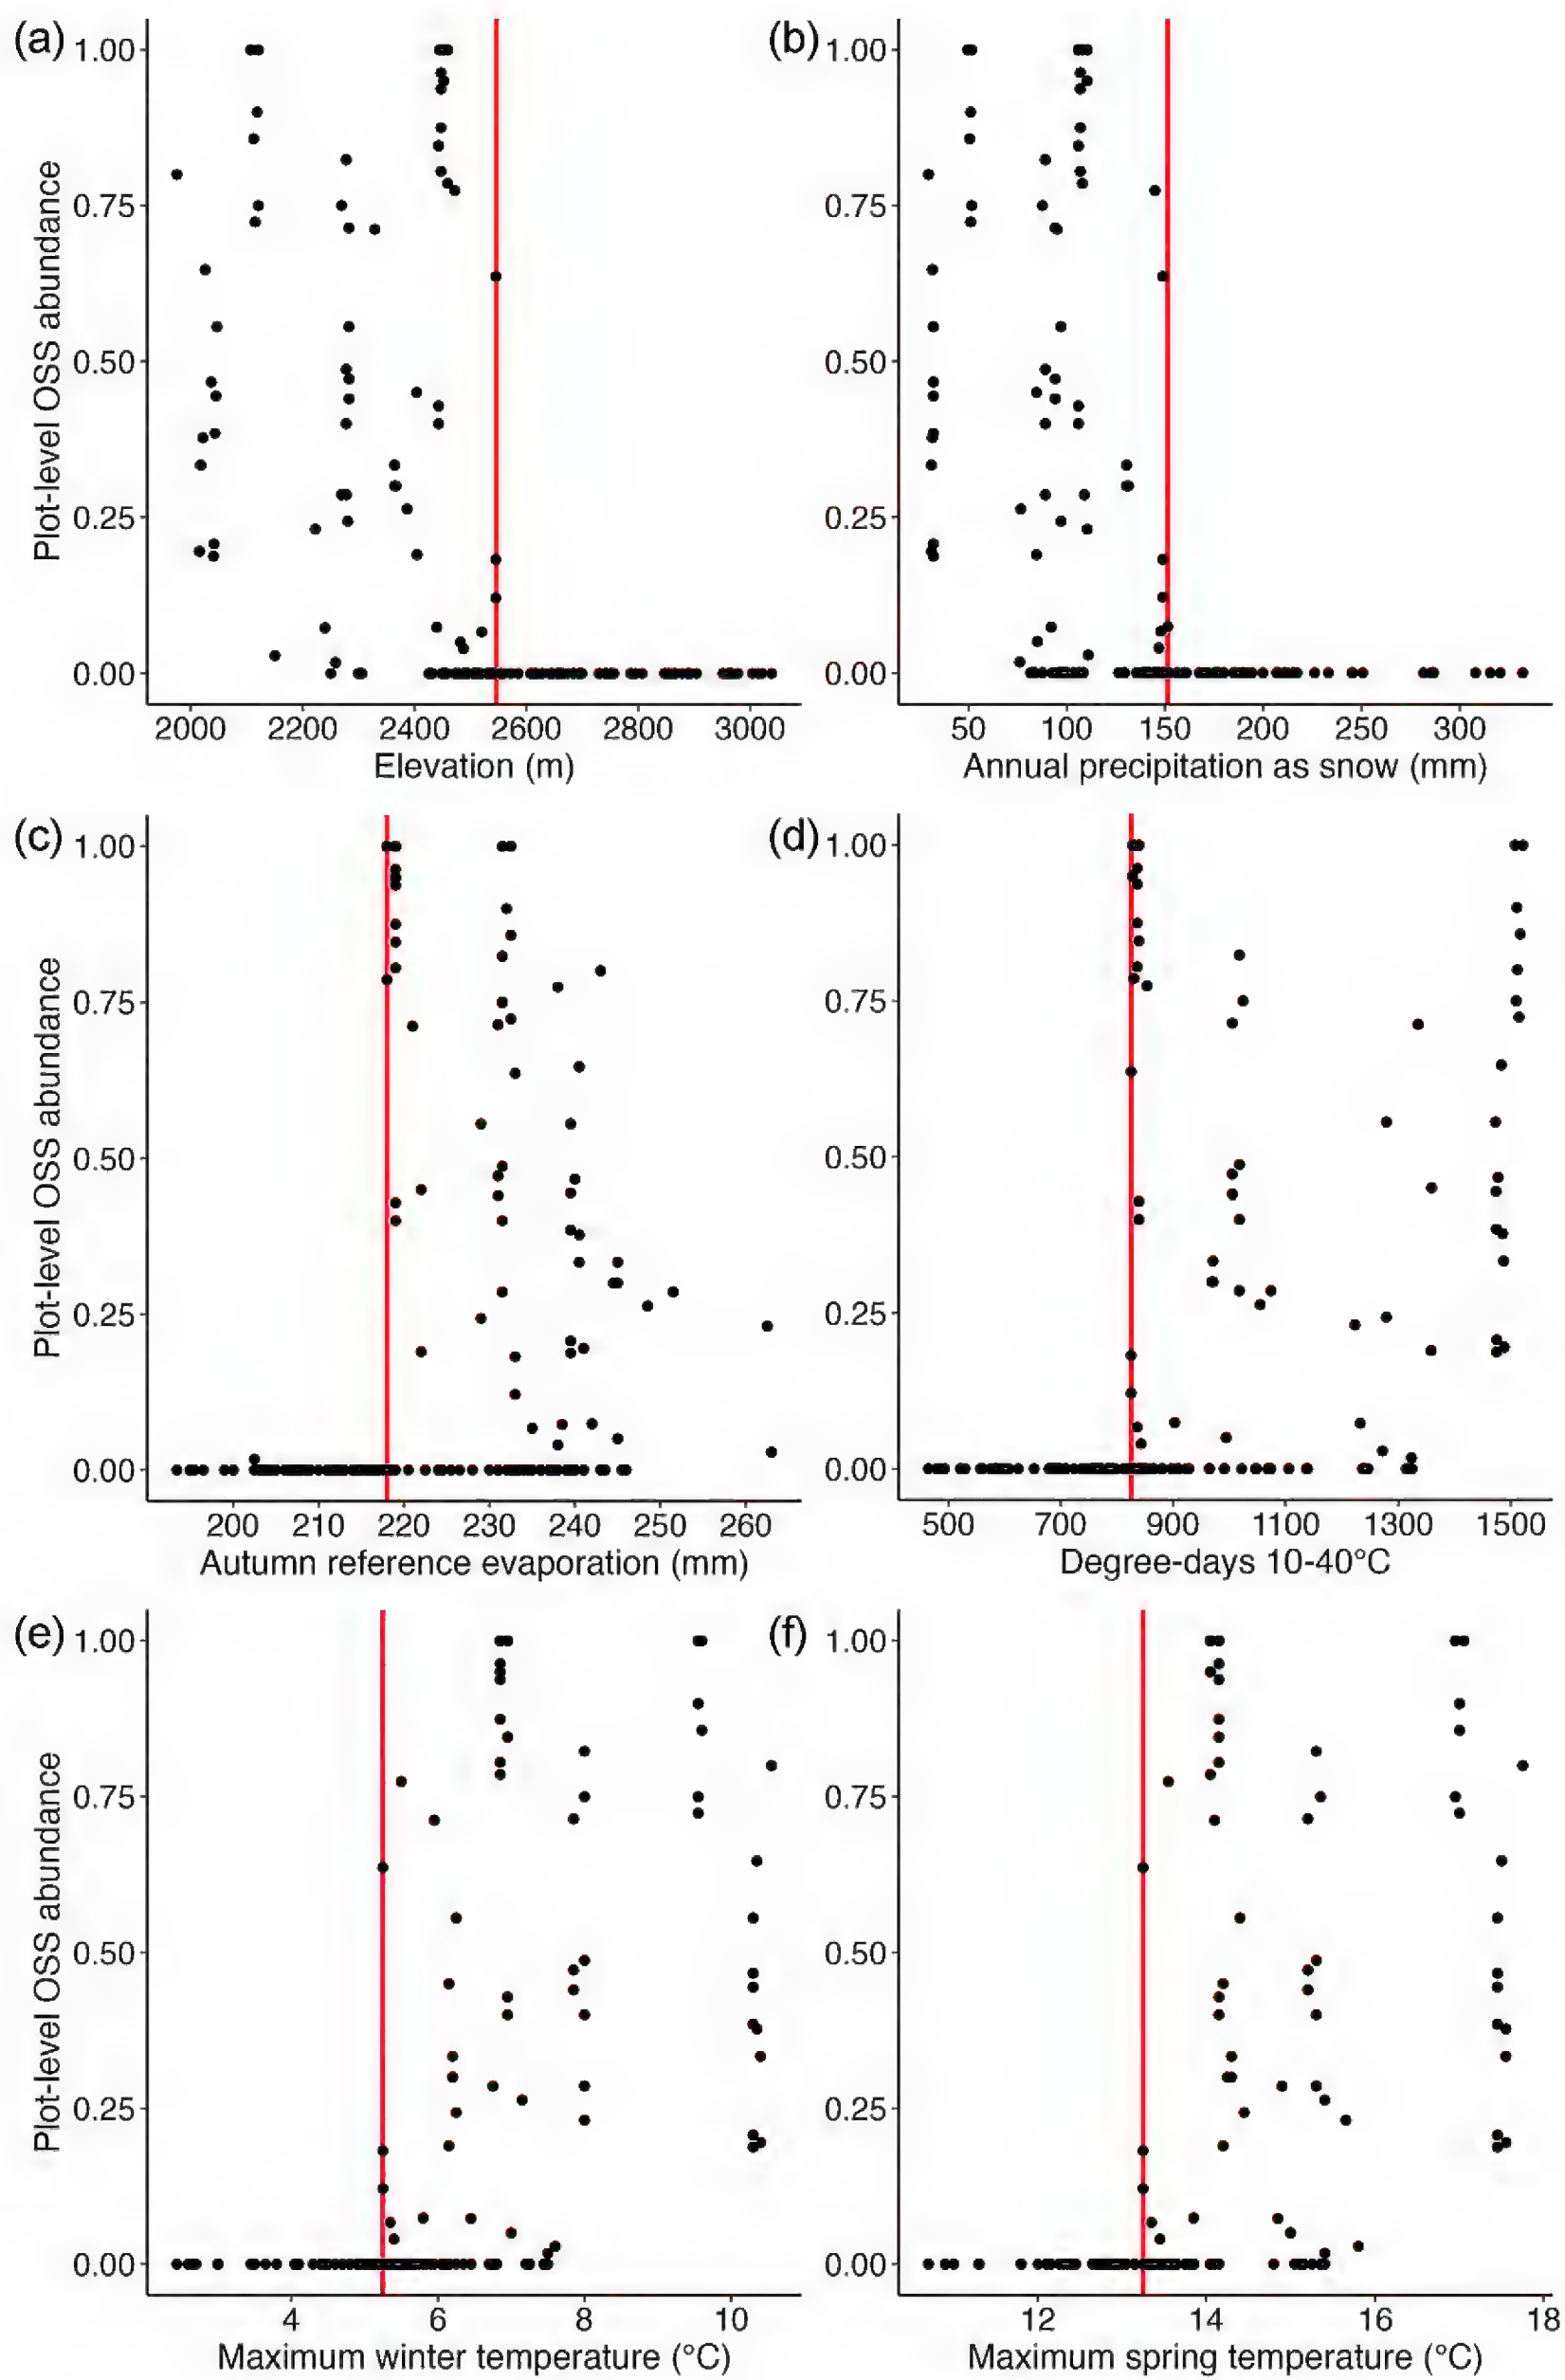 (a)
Plot-level OSS abundance
1.00
0.75
0.50
0.25
0.00
2000 2200 2400 2600 2800 3000
Elevation (m)
(b)
1.00
0.75
0.50
0.25
0.00
50 100 150 200 250 300
Annual precipitation as snow (mm)
(c)
Plot-level OSS abundance
1.00
0.75
0.50
0.25
0.00
200 210 220 230 240 250 260
Autumn reference evaporation (mm)
(d)
1.00
0.75
0.50
0.25
0.00
500 700 900 1100 1300 1500
Degree-days 10-40°C
(e)
Plot-level OSS abundance
1.00
0.75
0.50
0.25
0.00
4 6 8 10
Maximum winter temperature (°C)
(f)
1.00
0.75
0.50
0.25
0.00
12 14 16 18
Maximum spring temperature (°C)